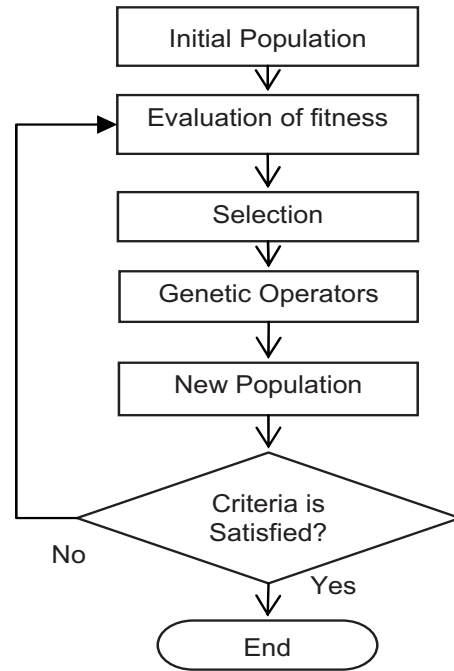 Initial Population
Evaluation of fitness
Selection
Genetic Operators
New Population
Criteria is
Satisfied?
No
Yes
End